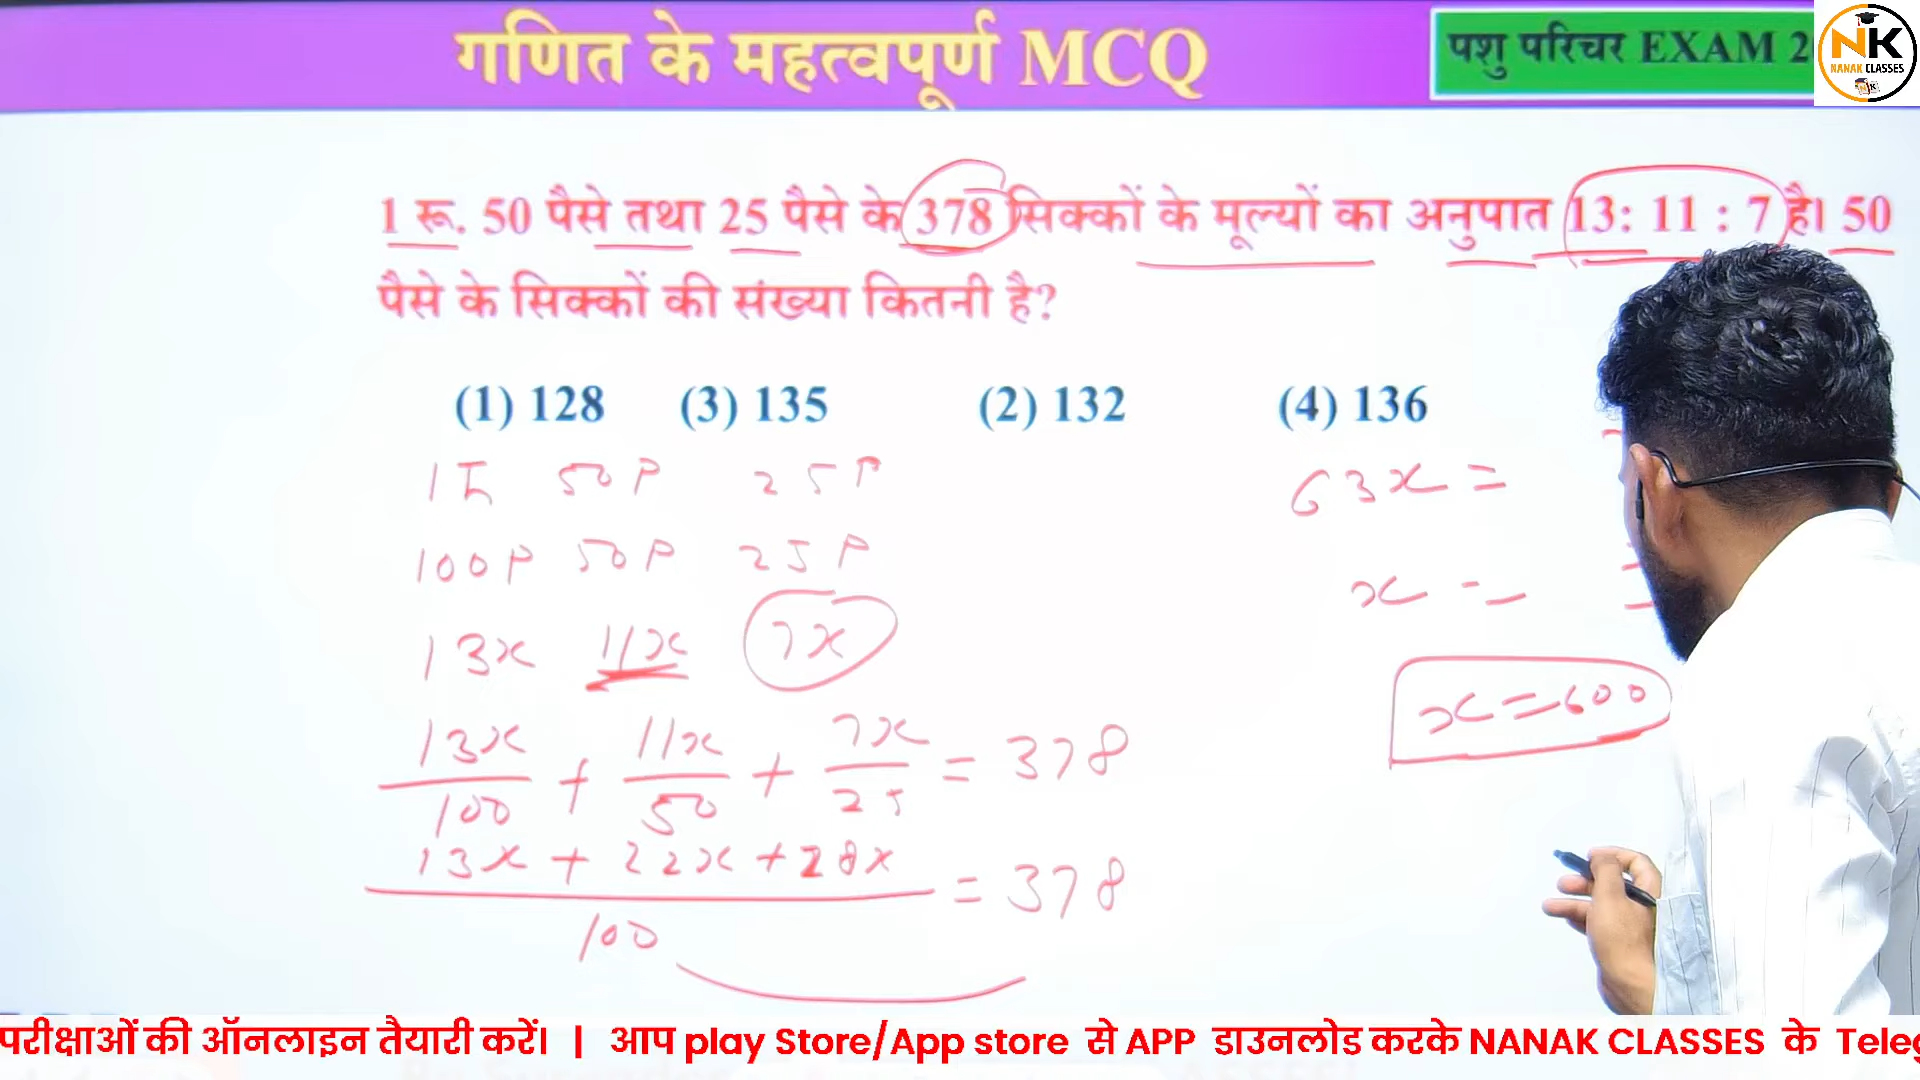 गणित के महत्वपूर्ण MCQ
पशु परिचर EXAM 2
NK
NANAK CLASSES
1 रू. 50 पैसे तथा 25 पैसे के 378 सिक्कों के मूल्यों का अनुपात 13: 11 : 7 है। 50
पैसे के सिक्कों की संख्या कितनी है?
(1) 128 (3) 135 (2) 132 (4) 136
50P 25P
63x =
100P 50P 25P
x =
13x 11x 7x
x=600
13x/100 + 11x/50 + 7x/25 = 378
13x + 22x + 28x / 100 = 378
परीक्षाओं की ऑनलाइन तैयारी करें। | आप play Store/App store से APP डाउनलोड करके NANAK CLASSES के Teleg